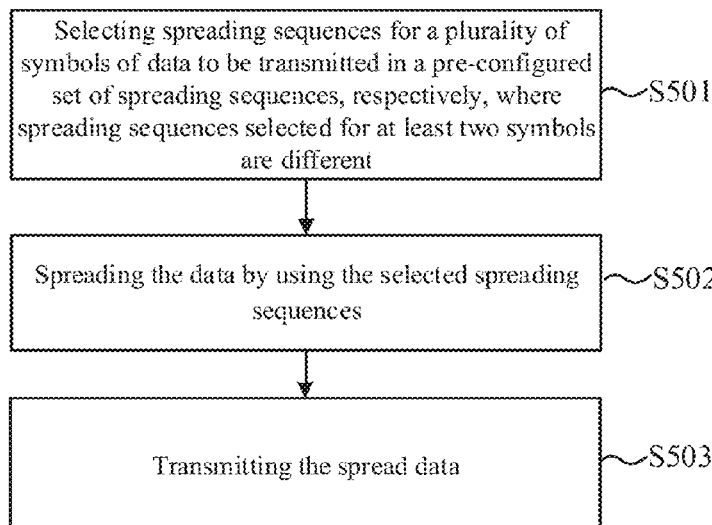 Selecting spreading sequences for a plurality of
symbols of data to be transmitted in a pre-configured
set of spreading sequences, respectively, where
spreading sequences selected for at least two symbols
are different
S501
Spreading the data by using the selected spreading
sequences
S502
Transmitting the spread data
S503